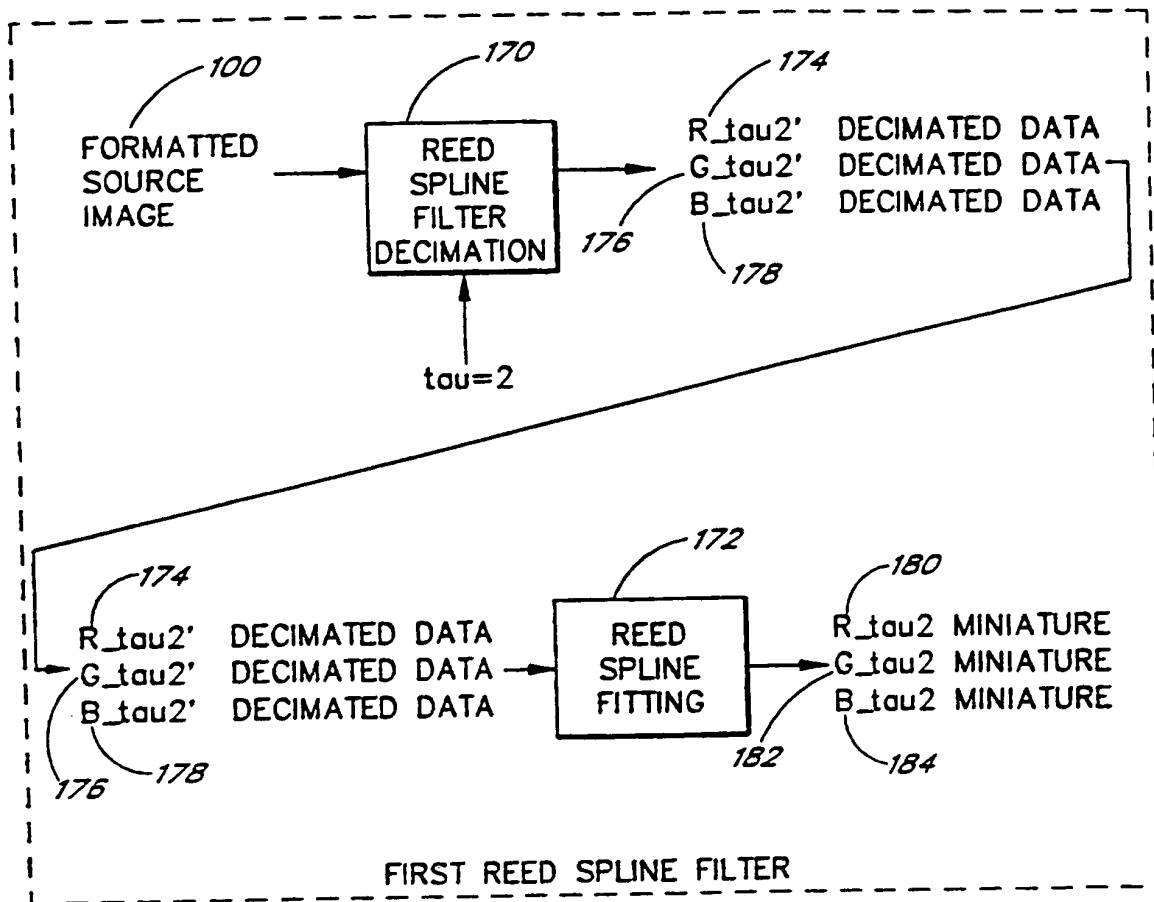 100
170
174
FORMATTED
SOURCE
IMAGE
REED
SPLINE
FILTER
DECIMATION
R_tau2' DECIMATED DATA
G_tau2' DECIMATED DATA
B_tau2' DECIMATED DATA
176
178
tau=2
174
172
180
R_tau2' DECIMATED DATA
G_tau2' DECIMATED DATA
B_tau2' DECIMATED DATA
REED
SPLINE
FITTING
R_tau2 MINIATURE
G_tau2 MINIATURE
B_tau2 MINIATURE
176
178
182
184
FIRST REED SPLINE FILTER